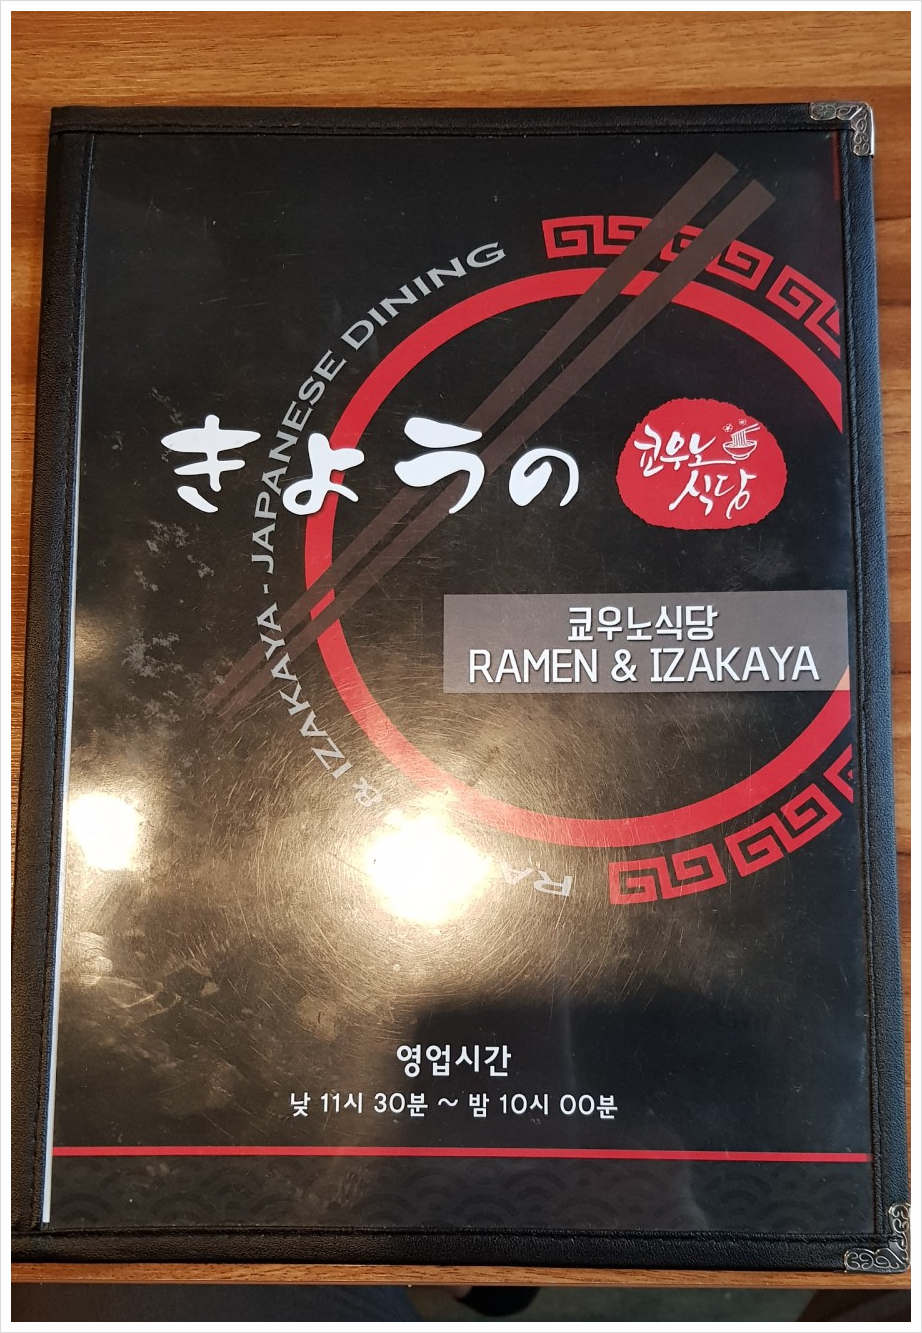 & IZAKAYA - JAPANESE DINING
きょうの
쿄우노
식당
쿄우노식당
RAMEN & IZAKAYA
영업시간
낮 11시 30분 ~ 밤 10시 00분